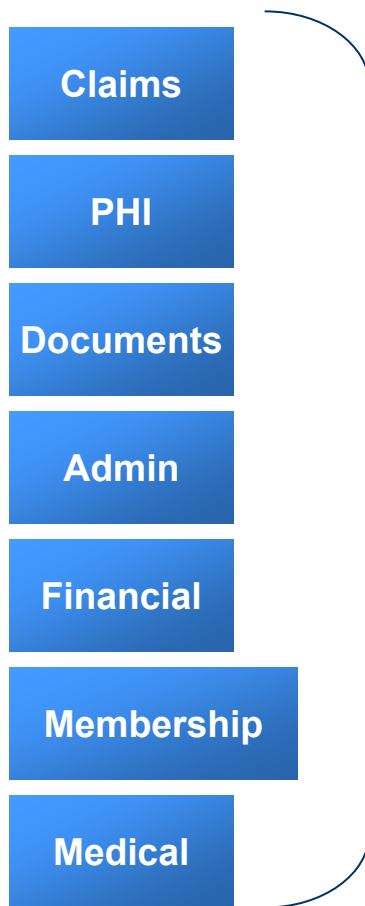 Claims
PHI
Documents
Admin
Financial
Membership
Medical